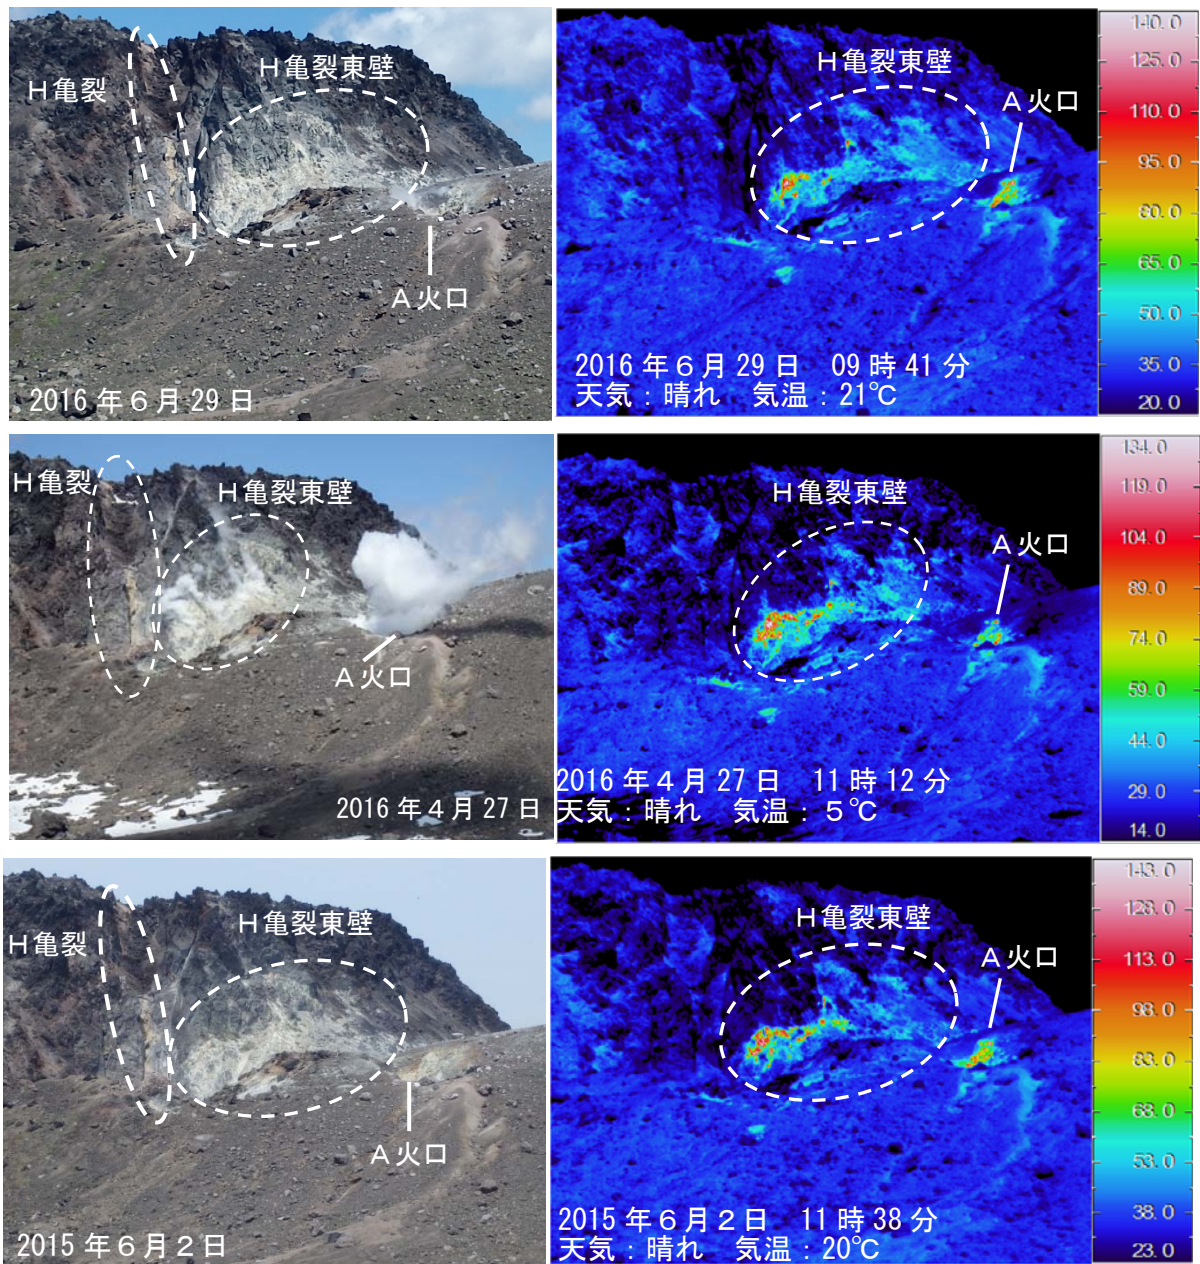 H亀裂
H亀裂東壁
A火口
2016年6月29日
H亀裂東壁
A火口
2016年6月29日 09時41分
天気：晴れ 気温：21℃
140.0
125.0
110.0
95.0
80.0
65.0
50.0
35.0
20.0
H亀裂
H亀裂東壁
A火口
2016年4月27日
H亀裂東壁
A火口
2016年4月27日 11時12分
天気：晴れ 気温：5℃
134.0
119.0
104.0
89.0
74.0
59.0
44.0
29.0
14.0
H亀裂
H亀裂東壁
A火口
2015年6月2日
H亀裂東壁
A火口
2015年6月2日 11時38分
天気：晴れ 気温：20℃
143.0
128.0
113.0
98.0
83.0
68.0
53.0
38.0
23.0